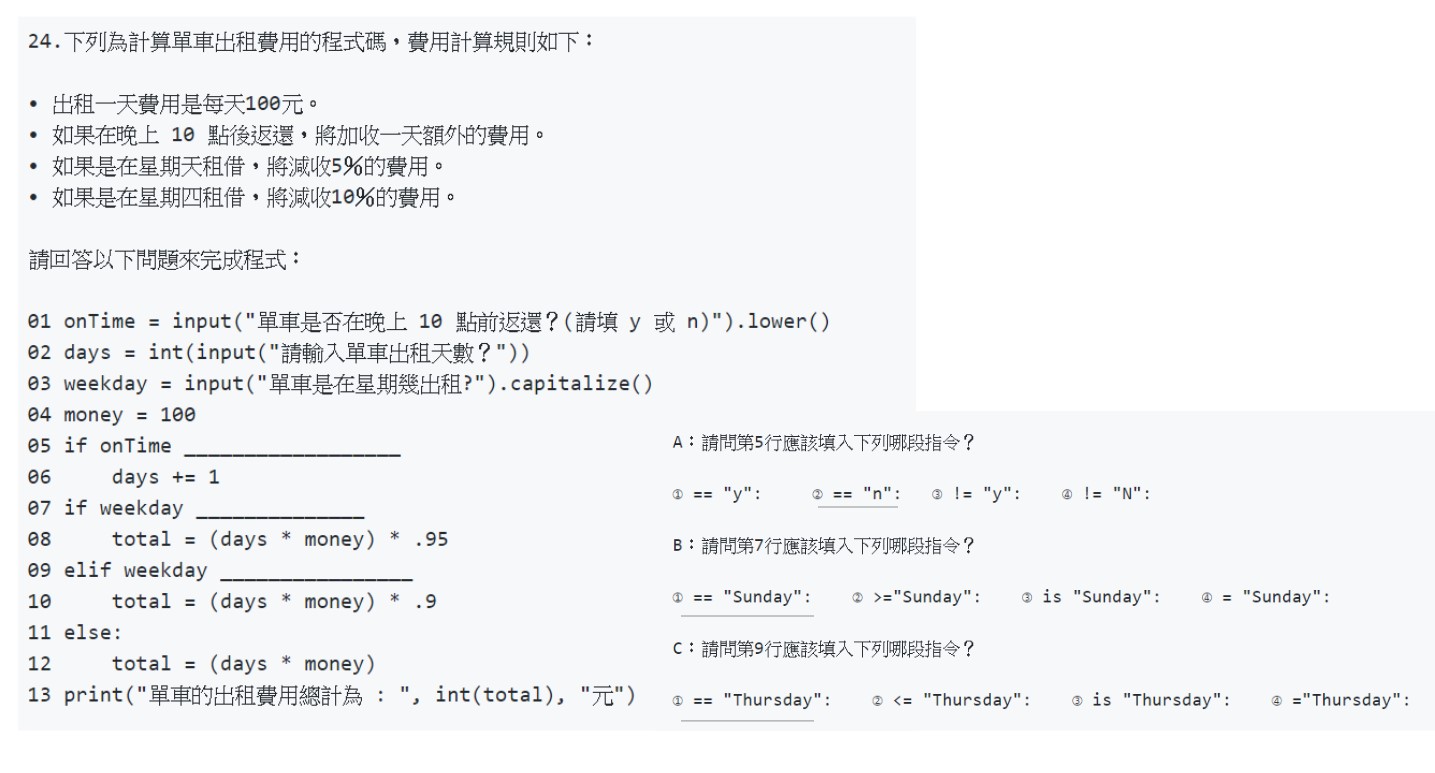 24.下列為計算單車出租費用的程式碼，費用計算規則如下：
• 出租一天費用是每天100元。
• 如果在晚上 10 點後返還，將加收一天額外的費用。
• 如果是在星期天租借，將減收5%的費用。
• 如果是在星期四租借，將減收10%的費用。
請回答以下問題來完成程式：
01 onTime = input("單車是否在晚上 10 點前返還？(請填 y 或 n)").lower()
02 days = int(input("請輸入單車出租天數？"))
03 weekday = input("單車是在星期幾出租?").capitalize()
04 money = 100
05 if onTime __________________
06     days += 1
07 if weekday ______________
08     total = (days * money) * .95
09 elif weekday ________________
10     total = (days * money) * .9
11 else:
12     total = (days * money)
13 print("單車的出租費用總計為 : ", int(total), "元")
A：請問第5行應該填入下列哪段指令？
① == "y":     ② == "n":   ③ != "y":    ④ != "N":
B：請問第7行應該填入下列哪段指令？
① == "Sunday":    ② >="Sunday":    ③ is "Sunday":    ④ = "Sunday":
C：請問第9行應該填入下列哪段指令？
① == "Thursday":    ② <= "Thursday":    ③ is "Thursday":    ④ ="Thursday":